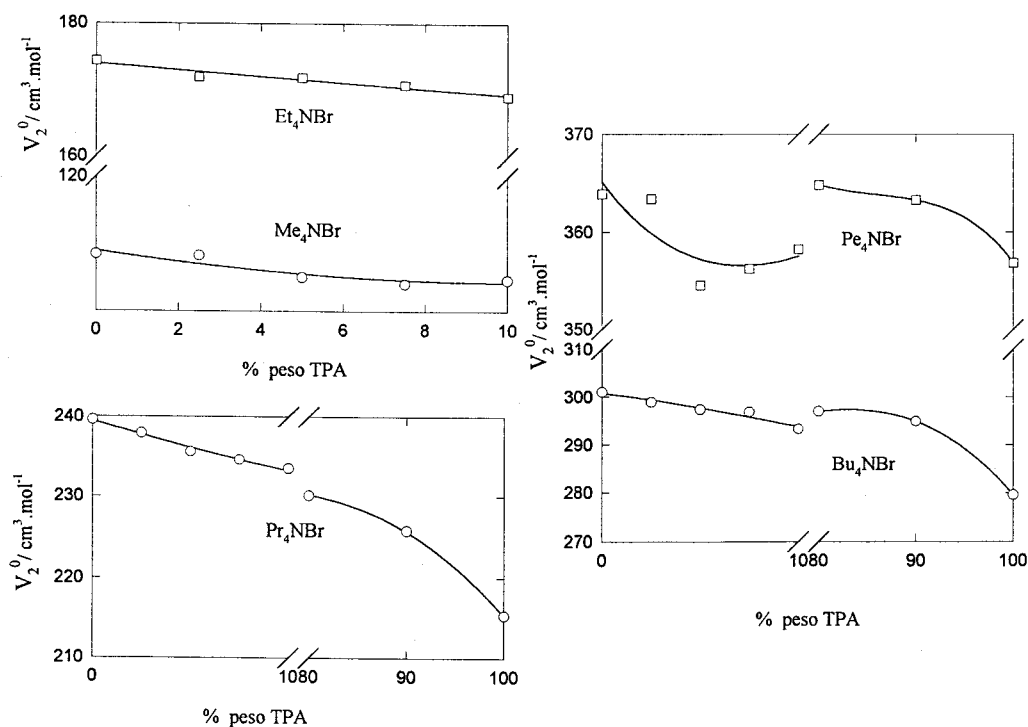 180
160
120
V₂⁰/ cm³.mol⁻¹
Et₄NBr
Me₄NBr
0 2 4 6 8 10
% peso TPA
240
230
220
210
V₂⁰/ cm³.mol⁻¹
Pr₄NBr
0 1080 90 100
% peso TPA
370
360
350
310
300
290
280
270
V₂⁰/ cm³.mol⁻¹
Pe₄NBr
Bu₄NBr
0 1080 90 100
% peso TPA